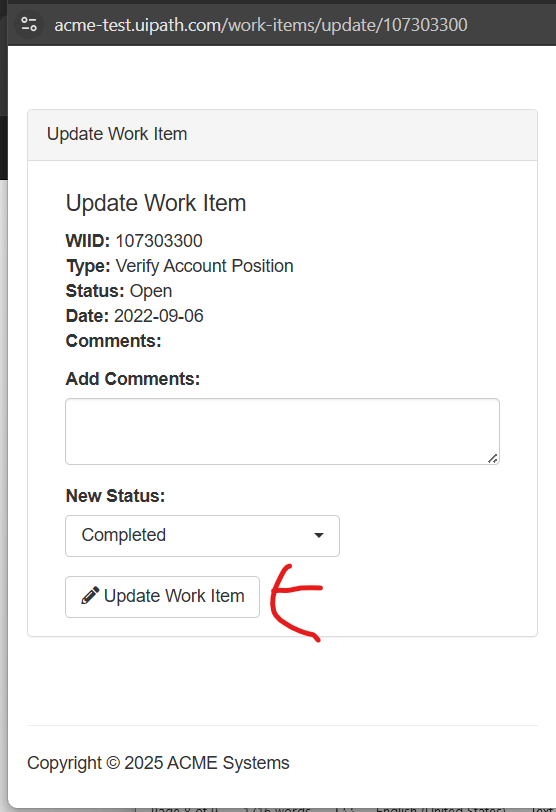 acme-test.uipath.com/work-items/update/107303300
Update Work Item
Update Work Item
WIID: 107303300
Type: Verify Account Position
Status: Open
Date: 2022-09-06
Comments:
Add Comments:
New Status:
Completed
Update Work Item
Copyright © 2025 ACME Systems